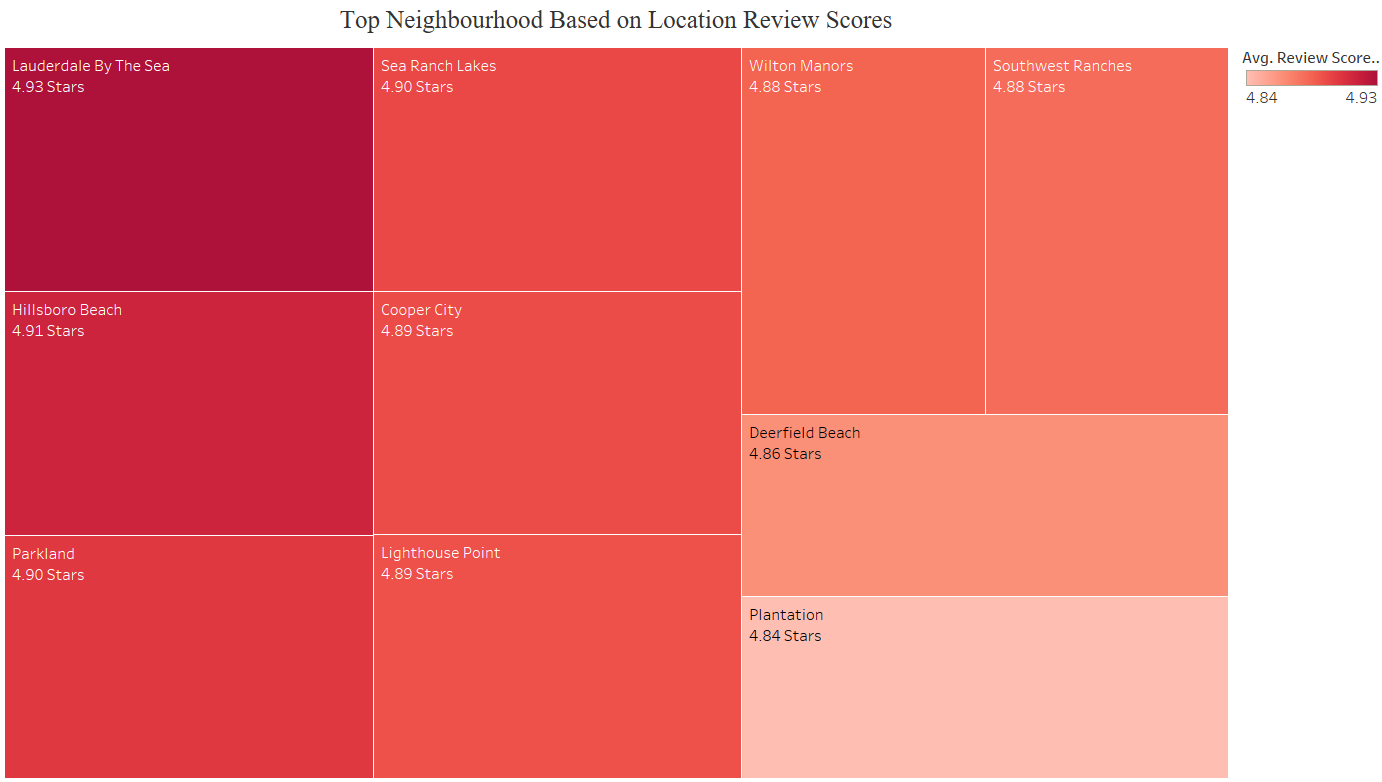 Top Neighbourhood Based on Location Review Scores
Lauderdale By The Sea
4.93 Stars
Hillsboro Beach
4.91 Stars
Parkland
4.90 Stars
Sea Ranch Lakes
4.90 Stars
Cooper City
4.89 Stars
Lighthouse Point
4.89 Stars
Wilton Manors
4.88 Stars
Southwest Ranches
4.88 Stars
Deerfield Beach
4.86 Stars
Plantation
4.84 Stars
Avg. Review Score..
4.84 4.93